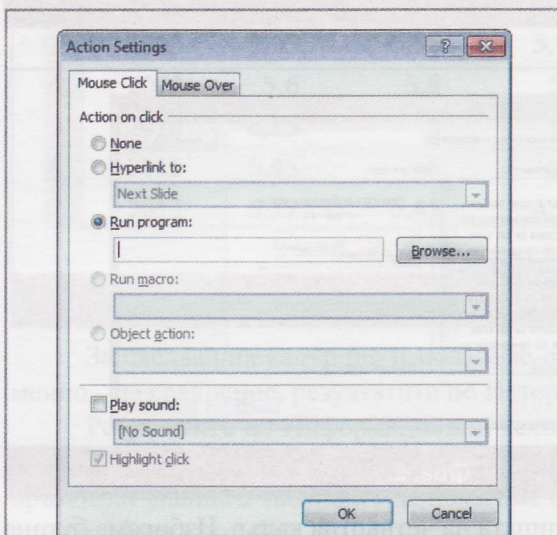 Action Settings
Mouse Click Mouse Over
Action on click
None
Hyperlink to:
Next Slide
Run program:
Browse...
Run macro:
Object action:
Play sound:
[No Sound]
Highlight click
OK Cancel